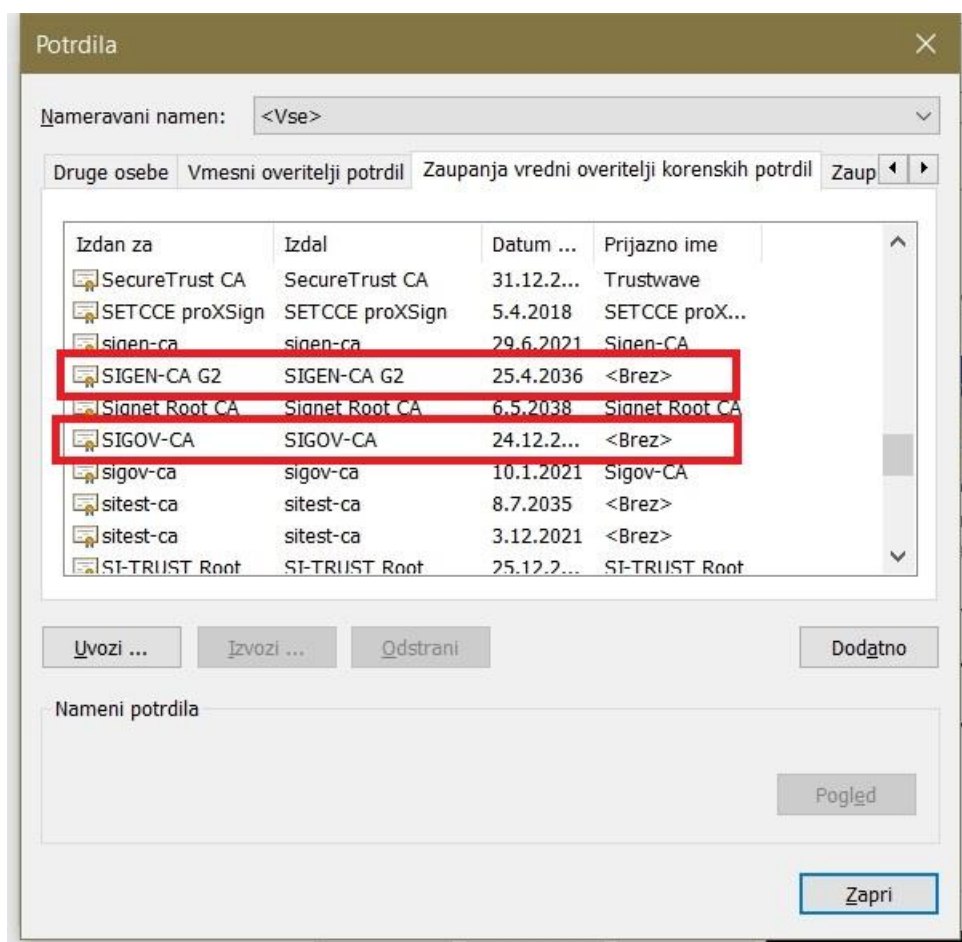 Potrdila
Nameravani namen: <Vse>
Druge osebe Vmesni overitelji potrdil Zaupanja vredni overitelji korenskih potrdil Zaup
Izdan za Izdal Datum ... Prijazno ime
SecureTrust CA SecureTrust CA 31.12.2... Trustwave
SETCCE proXSign SETCCE proXSign 5.4.2018 SETCCE proX...
sigen-ca sigen-ca 29.6.2021 Sigen-CA
SIGEN-CA G2 SIGEN-CA G2 25.4.2036 <Brez>
Signet Root CA Signet Root CA 6.5.2038 Signet Root CA
SIGOV-CA SIGOV-CA 24.12.2... <Brez>
sigov-ca sigov-ca 10.1.2021 Sigov-CA
sitest-ca sitest-ca 8.7.2035 <Brez>
sitest-ca sitest-ca 3.12.2021 <Brez>
SI-TRUST Root SI-TRUST Root 25.12.2... SI-TRUST Root
Uvozi ... Izvozi ... Odstrani Dodatno
Nameni potrdila
Pogled
Zapri